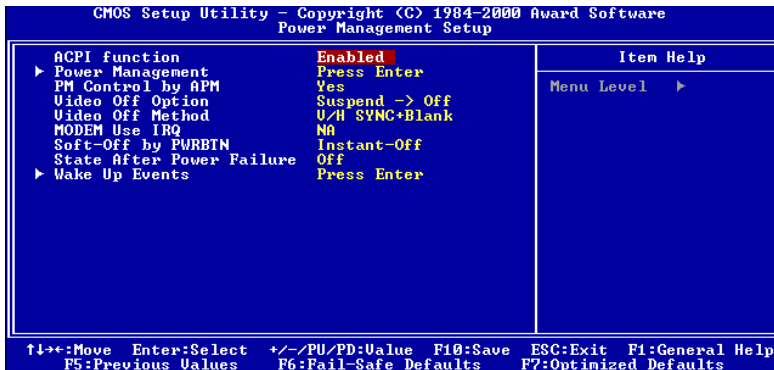 CMOS Setup Utility - Copyright (C) 1984-2000 Award Software
Power Management Setup
ACPI function Enabled
▶ Power Management Press Enter
PM Control by APM Yes
Video Off Option Suspend -> Off
Video Off Method V/H SYNC+Blank
MODEM Use IRQ NA
Soft-Off by PWRBTN Instant-Off
State After Power Failure Off
▶ Wake Up Events Press Enter
Item Help
Menu Level ▶
↑↓→←:Move Enter:Select +/-/PU/PD:Value F10:Save ESC:Exit F1:General Help
F5:Previous Values F6:Fail-Safe Defaults F7:Optimized Defaults